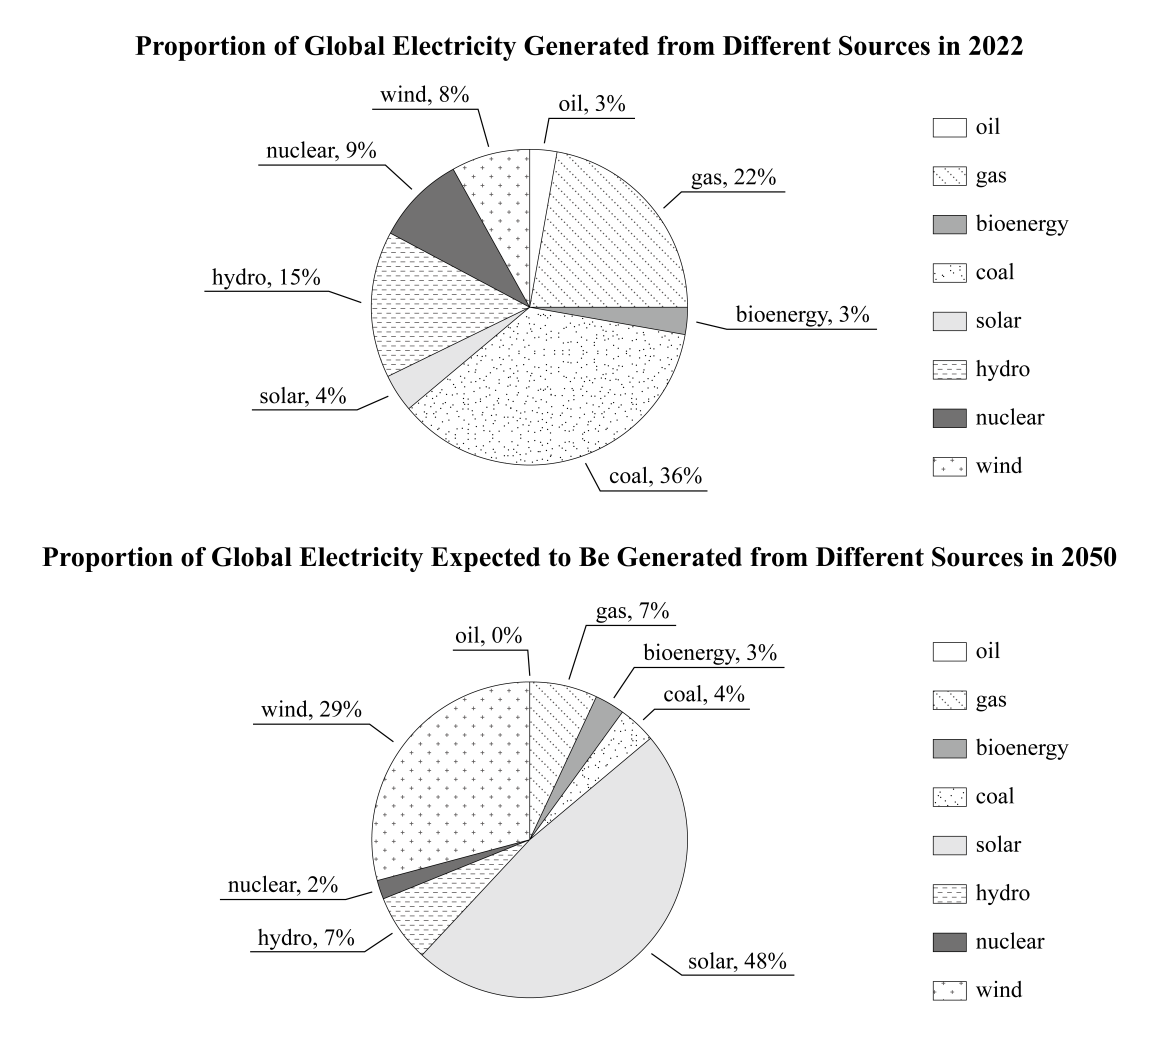 Proportion of Global Electricity Generated from Different Sources in 2022
wind, 8%
oil, 3%
nuclear, 9%
gas, 22%
hydro, 15%
bioenergy, 3%
solar, 4%
coal, 36%
oil
gas
bioenergy
coal
solar
hydro
nuclear
wind
Proportion of Global Electricity Expected to Be Generated from Different Sources in 2050
gas, 7%
oil, 0%
bioenergy, 3%
coal, 4%
wind, 29%
nuclear, 2%
hydro, 7%
solar, 48%
oil
gas
bioenergy
coal
solar
hydro
nuclear
wind